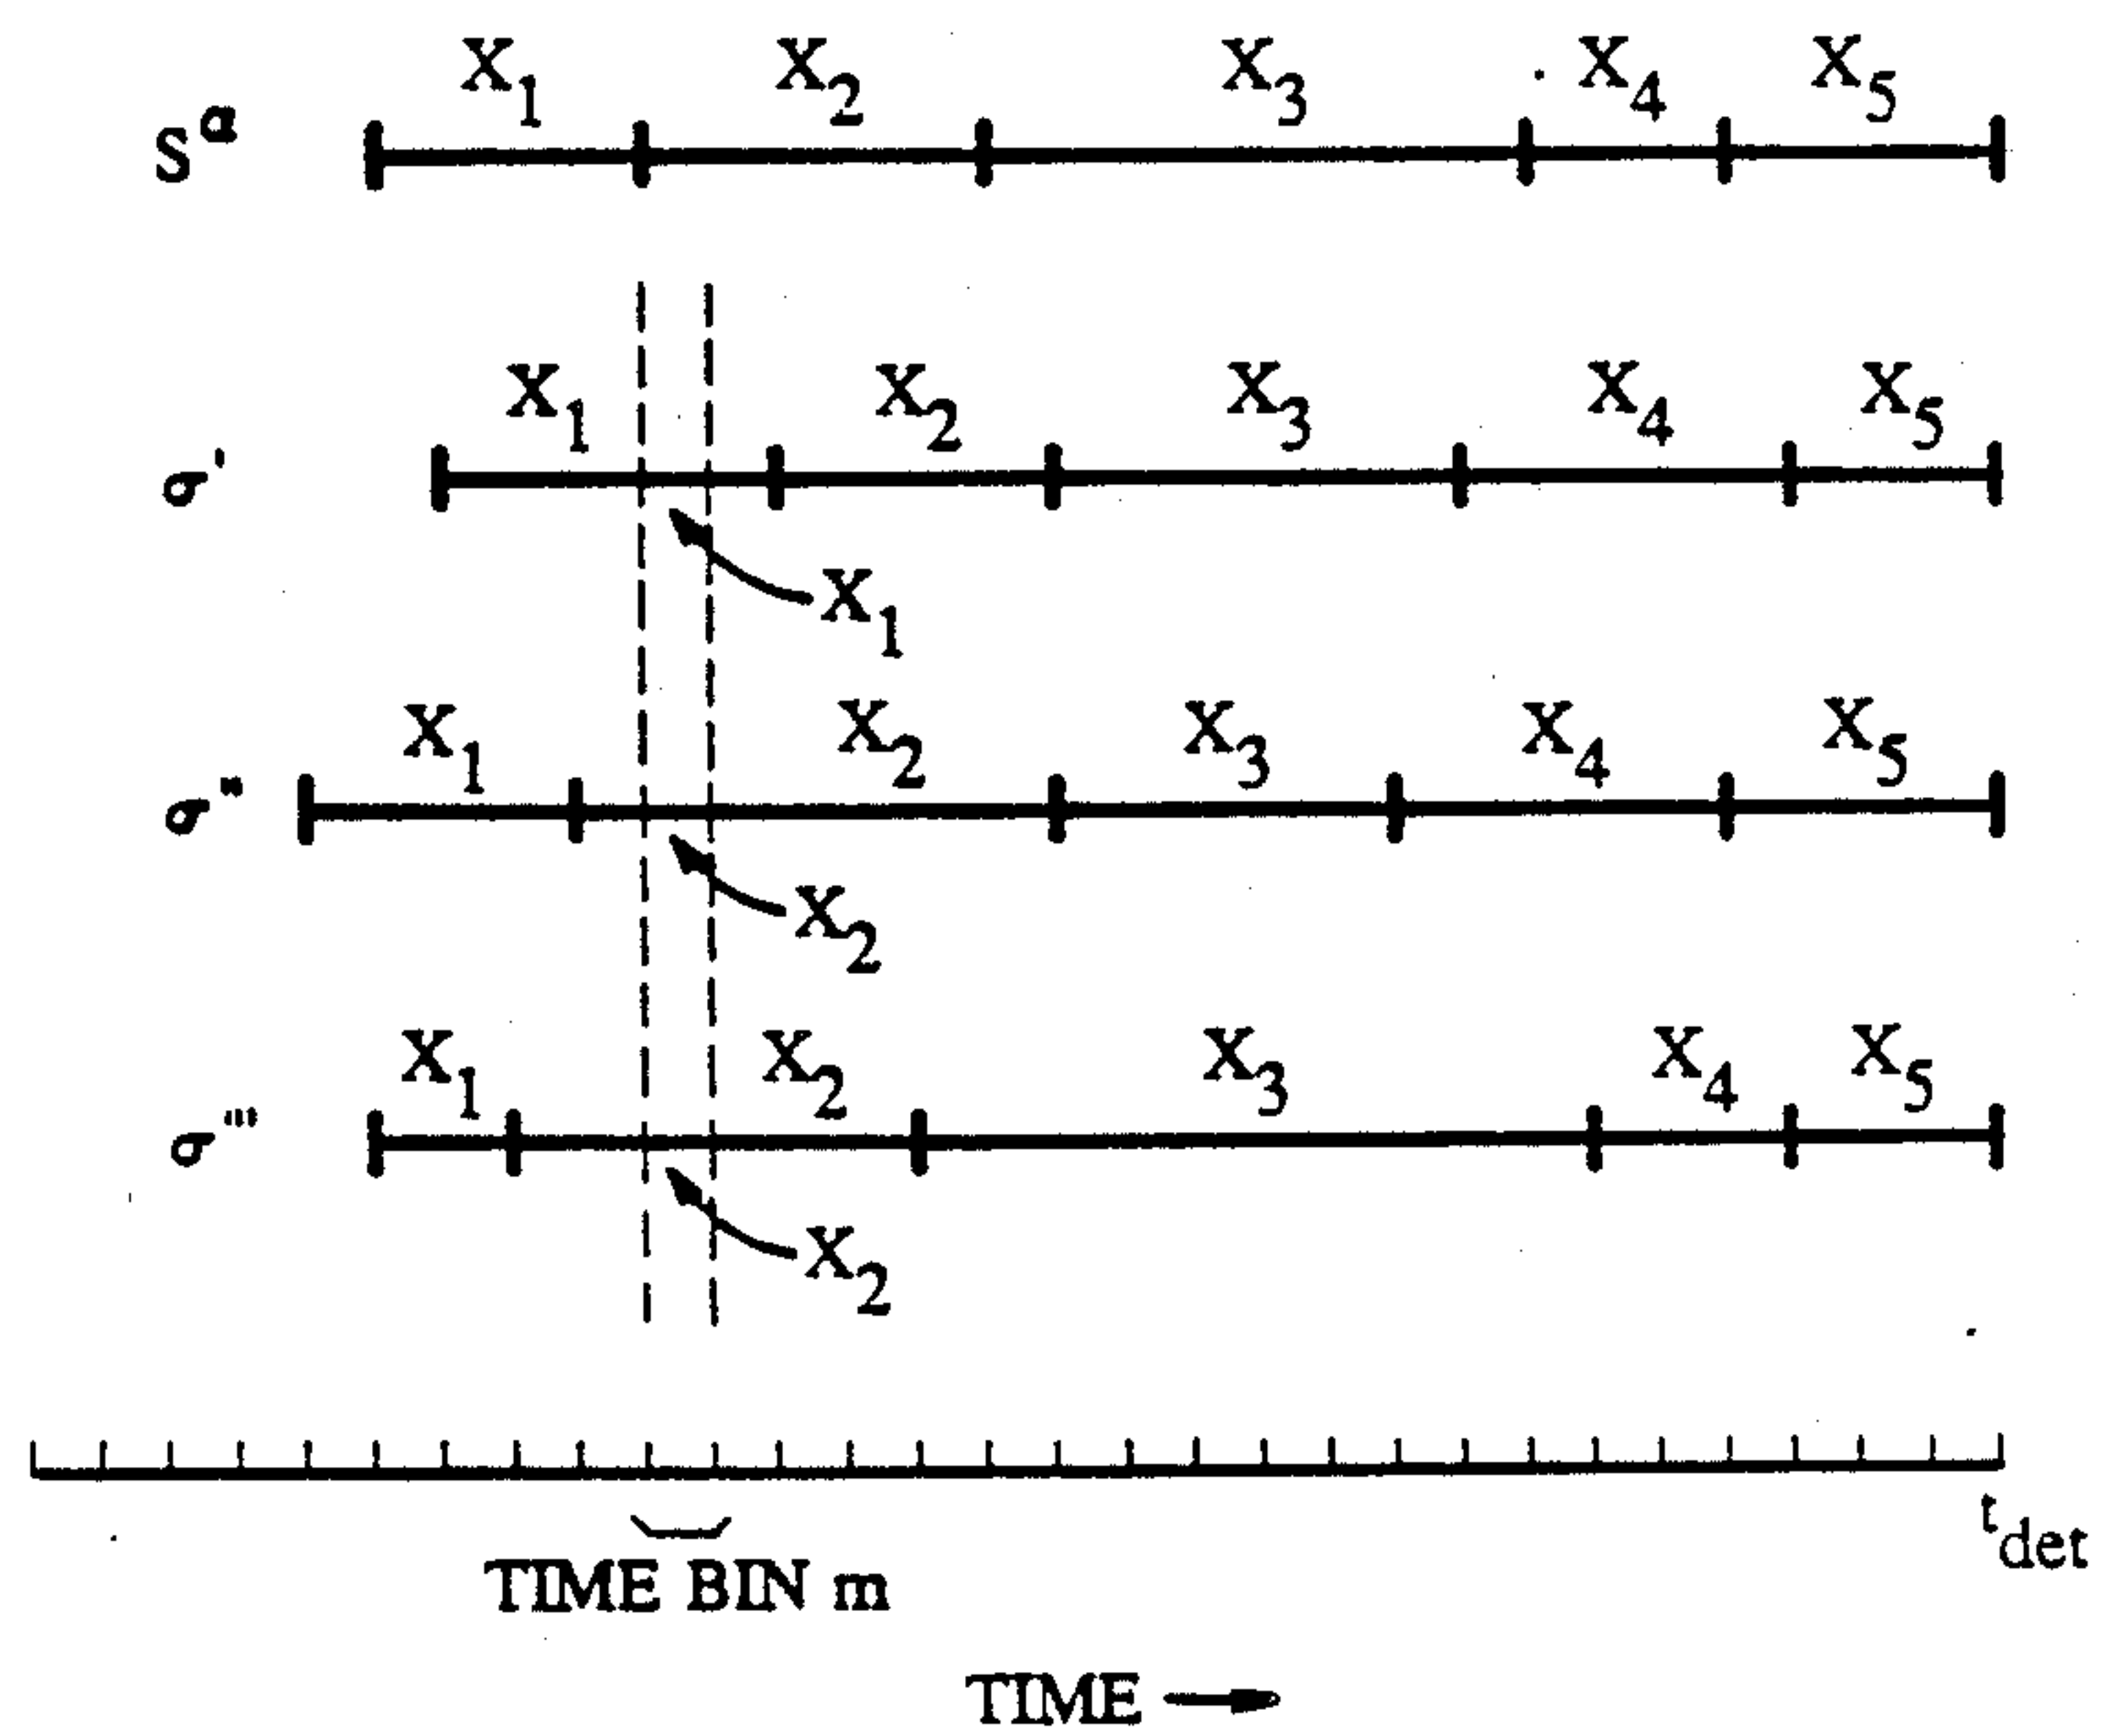 X₁ X₂ X₃ X₄ X₅
Sᵅ
X₁ X₂ X₃ X₄ X₅
σ'
X₁
X₁ X₂ X₃ X₄ X₅
σ"
X₂
X₁ X₂ X₃ X₄ X₅
σ'''
X₂
t_det
TIME BIN m
TIME